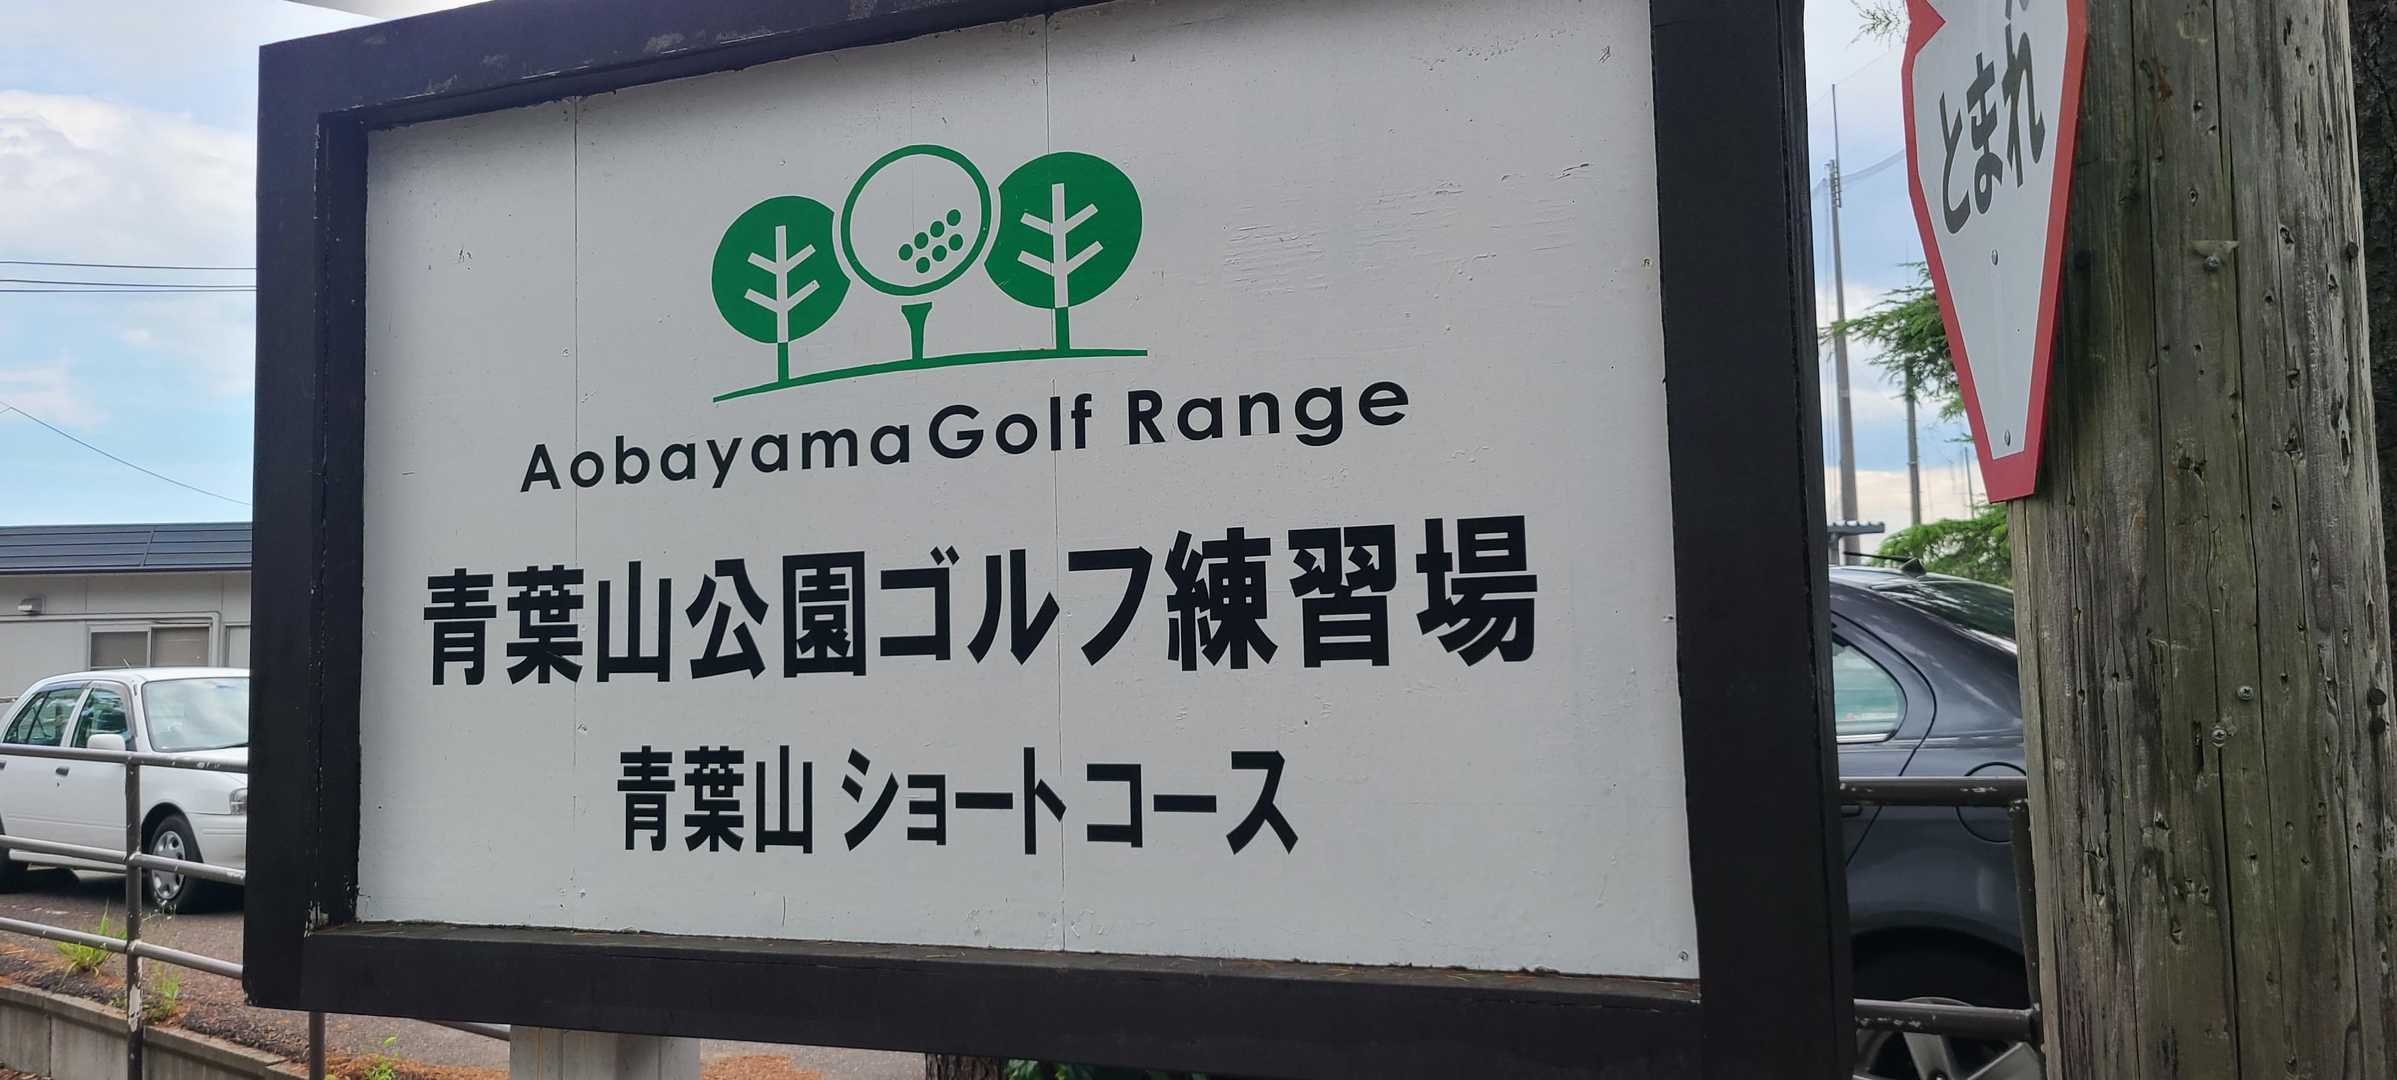 Aobayama Golf Range
青葉山公園ゴルフ練習場
青葉山 ショートコース
とまれ